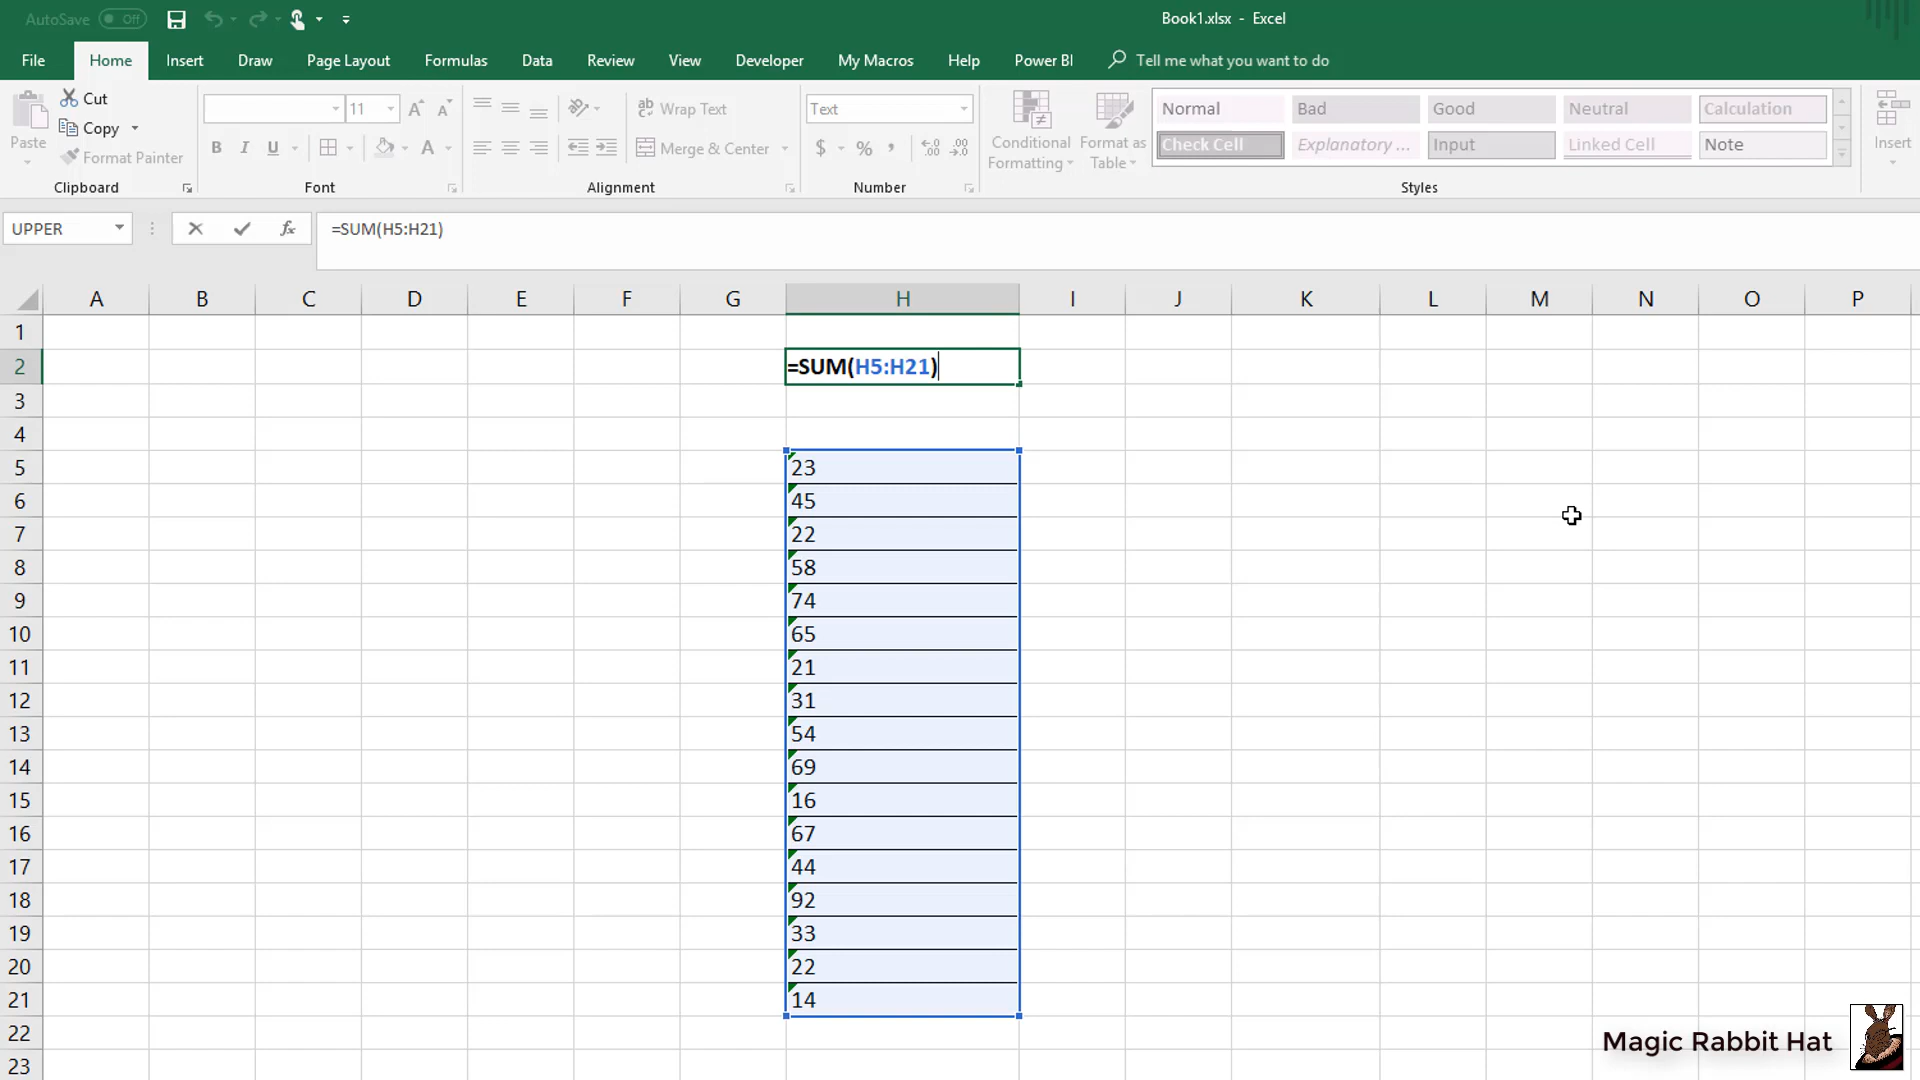 AutoSave Off
Book1.xlsx - Excel
File Home Insert Draw Page Layout Formulas Data Review View Developer My Macros Help Power BI Tell me what you want to do
Cut
Copy
Format Painter
Paste
Clipboard
11
B I U A
Font
Wrap Text
Merge & Center
Alignment
Text
$ % ,
Number
Conditional Formatting
Format as Table
Normal Bad Good Neutral Calculation
Check Cell Explanatory ... Input Linked Cell Note
Styles
Insert
UPPER fx =SUM(H5:H21)
A B C D E F G H I J K L M N O P
1
2 =SUM(H5:H21)
3
4
5 23
6 45
7 22
8 58
9 74
10 65
11 21
12 31
13 54
14 69
15 16
16 67
17 44
18 92
19 33
20 22
21 14
22
23
Magic Rabbit Hat